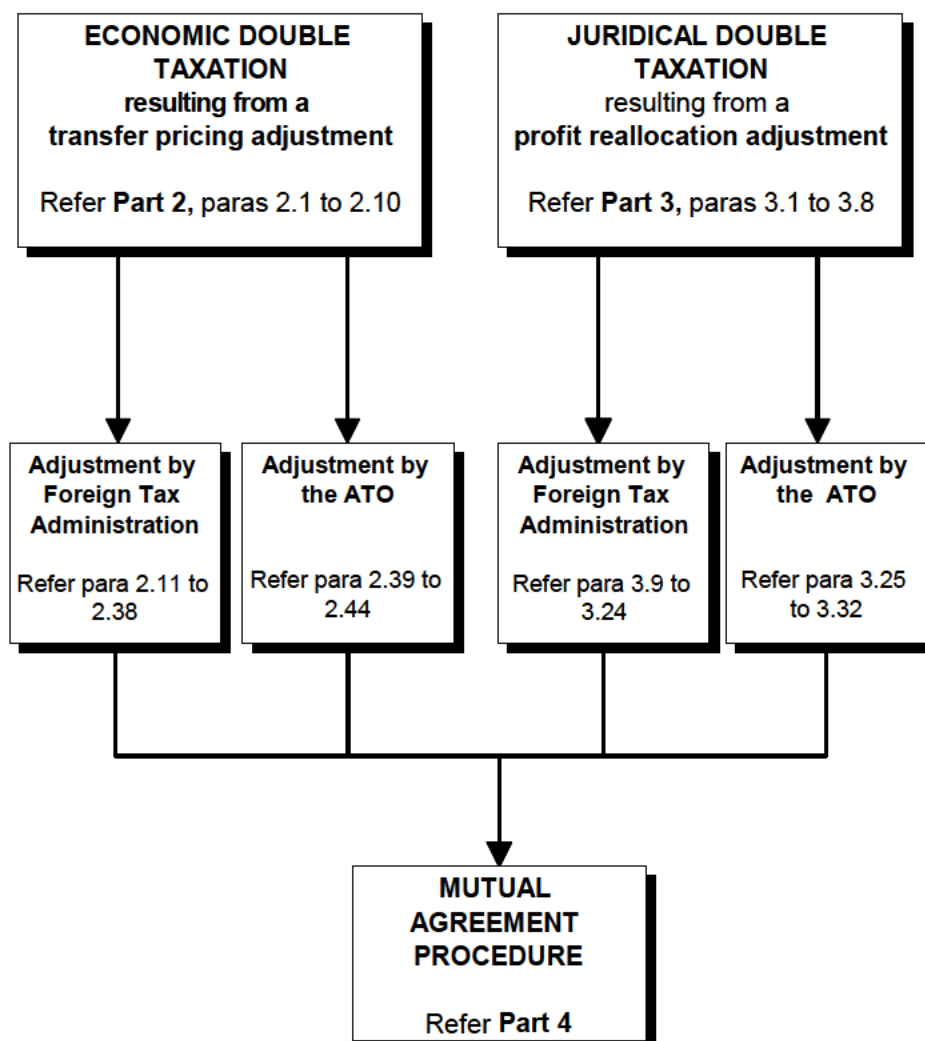 ECONOMIC DOUBLE
TAXATION
resulting from a
transfer pricing adjustment
Refer Part 2, paras 2.1 to 2.10
JURIDICAL DOUBLE
TAXATION
resulting from a
profit reallocation adjustment
Refer Part 3, paras 3.1 to 3.8
Adjustment by
Foreign Tax
Administration
Refer para 2.11 to
2.38
Adjustment by
the ATO
Refer para 2.39 to
2.44
Adjustment by
Foreign Tax
Administration
Refer para 3.9 to
3.24
Adjustment by
the ATO
Refer para 3.25
to 3.32
MUTUAL
AGREEMENT
PROCEDURE
Refer Part 4